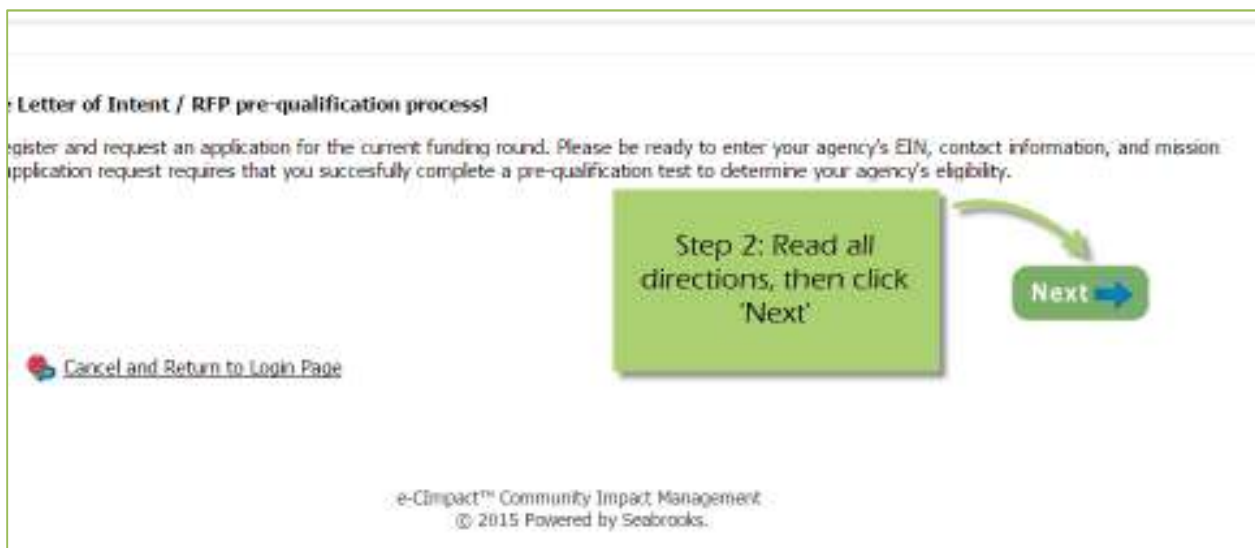 Letter of Intent / RFP pre-qualification process!
egister and request an application for the current funding round. Please be ready to enter your agency's EIN, contact information, and mission
application request requires that you succesfully complete a pre-qualification test to determine your agency's eligibility.
Step 2: Read all
directions, then click
'Next'
Next
Cancel and Return to Login Page
e-CImpact™ Community Impact Management
© 2015 Powered by Seabrooks.